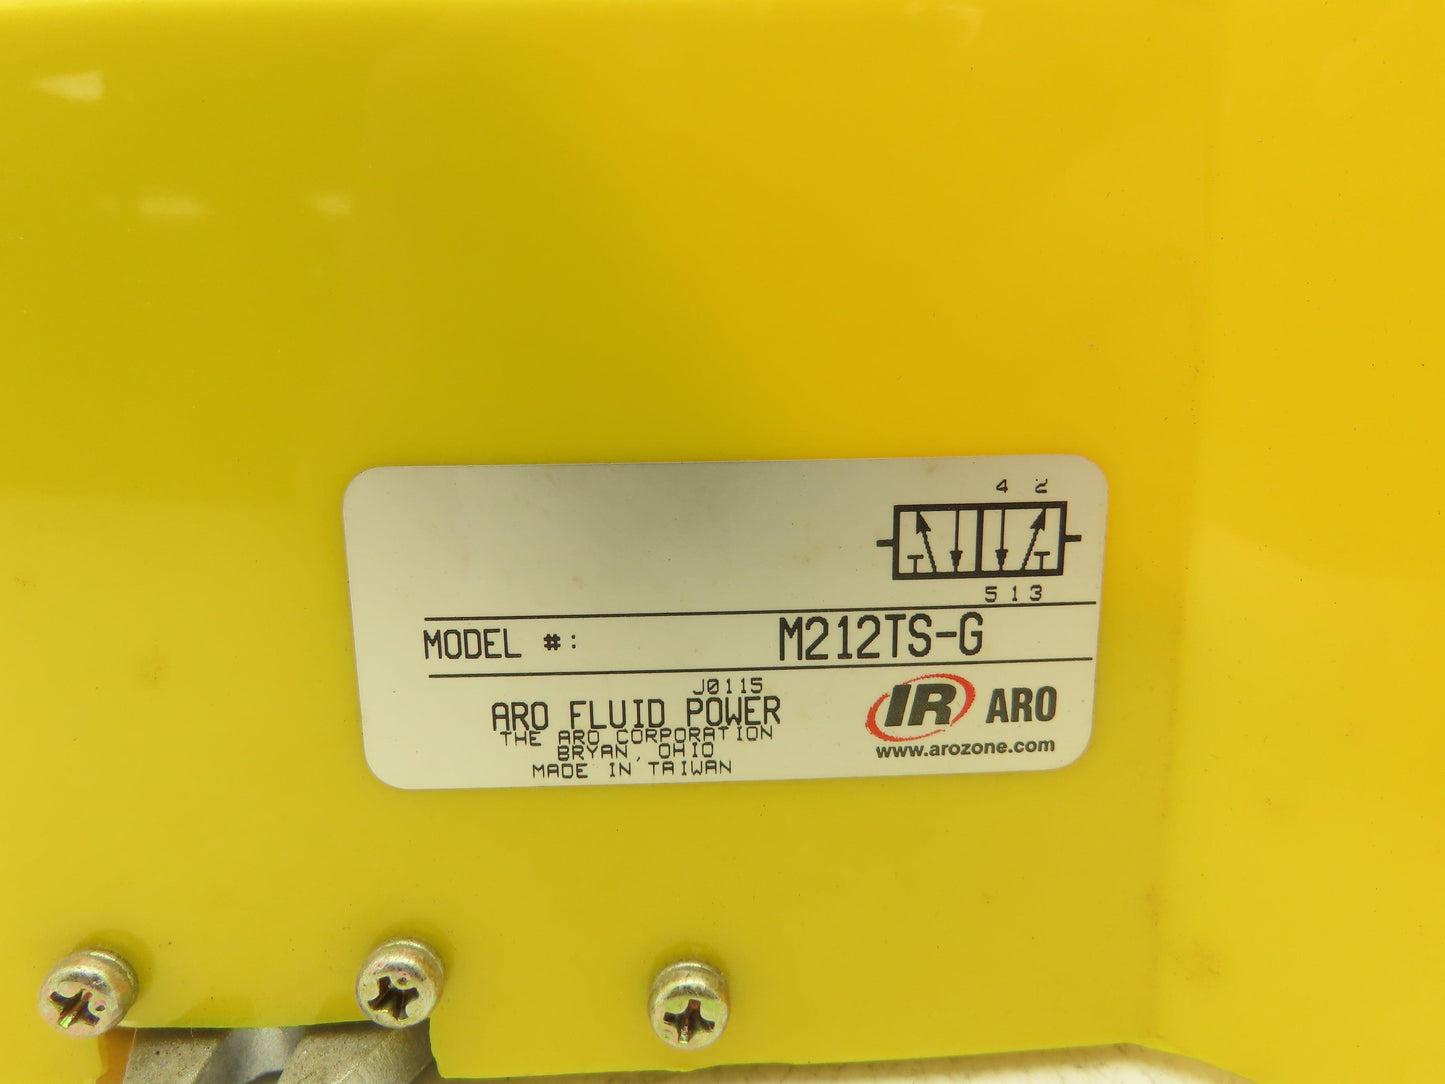 4 2
T T
5 1 3
MODEL #: M212TS-G
J0115
ARO FLUID POWER
THE ARO CORPORATION
BRYAN, OHIO
MADE IN TAIWAN
IR ARO
www.arozone.com